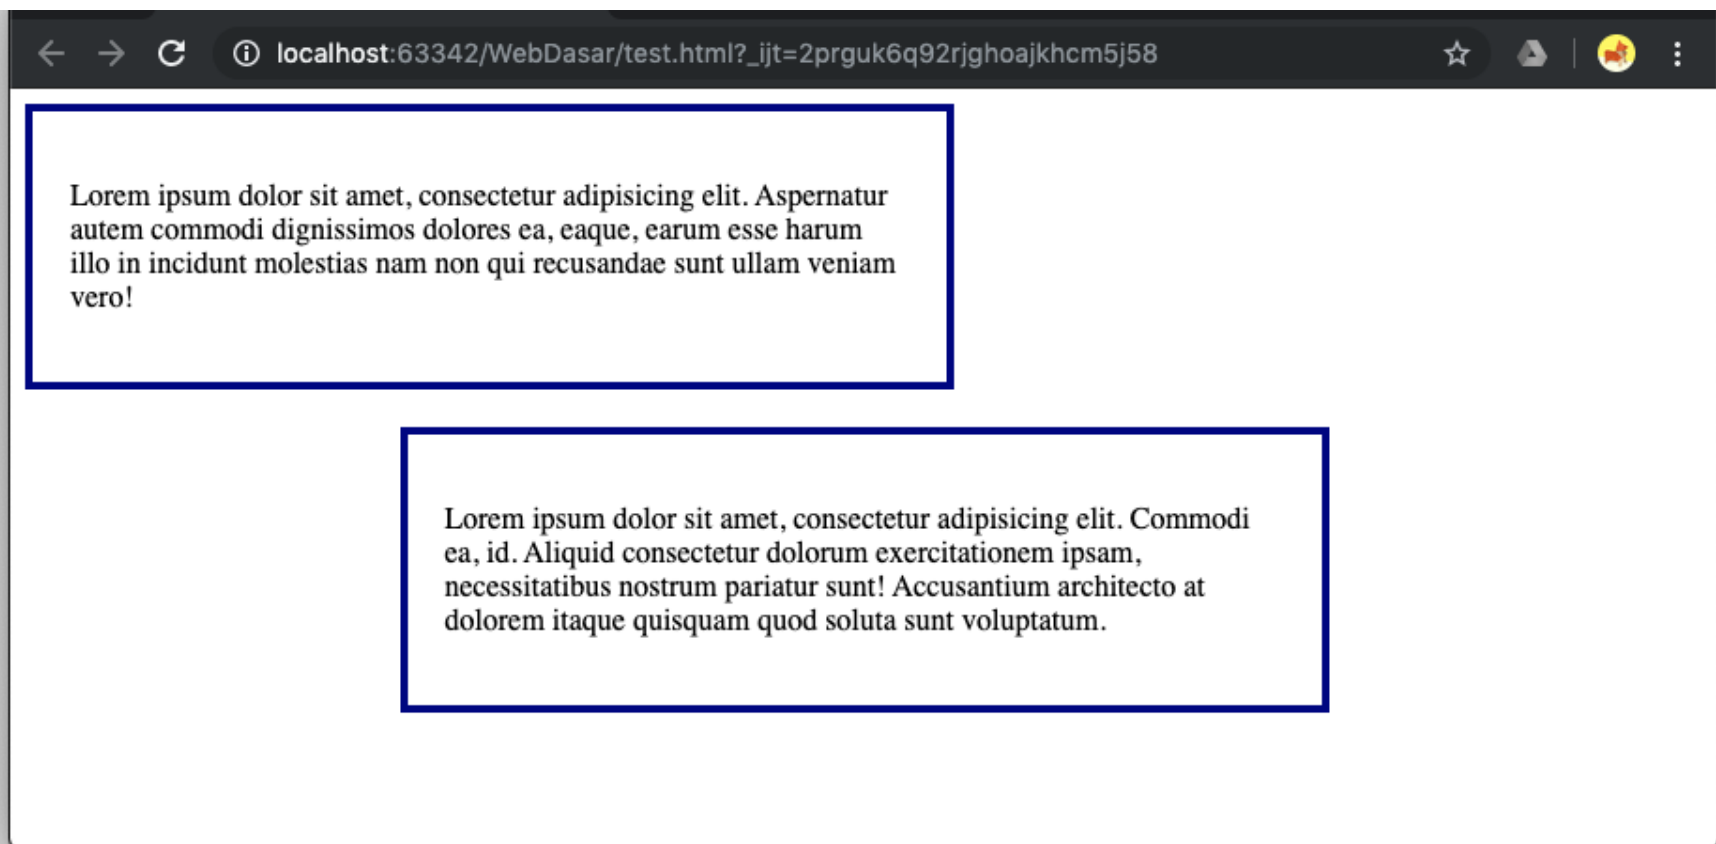 localhost:63342/WebDasar/test.html?_ijt=2prguk6q92rjghoajkhcm5j58
Lorem ipsum dolor sit amet, consectetur adipisicing elit. Aspernatur
autem commodi dignissimos dolores ea, eaque, earum esse harum
illo in incidunt molestias nam non qui recusandae sunt ullam veniam
vero!
Lorem ipsum dolor sit amet, consectetur adipisicing elit. Commodi
ea, id. Aliquid consectetur dolorum exercitationem ipsam,
necessitatibus nostrum pariatur sunt! Accusantium architecto at
dolorem itaque quisquam quod soluta sunt voluptatum.